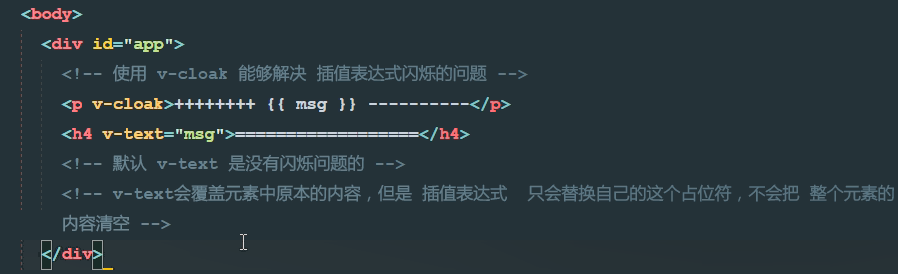 <body>
<div id="app">
<!-- 使用 v-cloak 能够解决 插值表达式闪烁的问题 -->
<p v-cloak>++++++++ {{ msg }} ----------</p>
<h4 v-text="msg">==================</h4>
<!-- 默认 v-text 是没有闪烁问题的 -->
<!-- v-text会覆盖元素中原本的内容，但是 插值表达式  只会替换自己的这个占位符，不会把 整个元素的
内容清空 -->
</div>